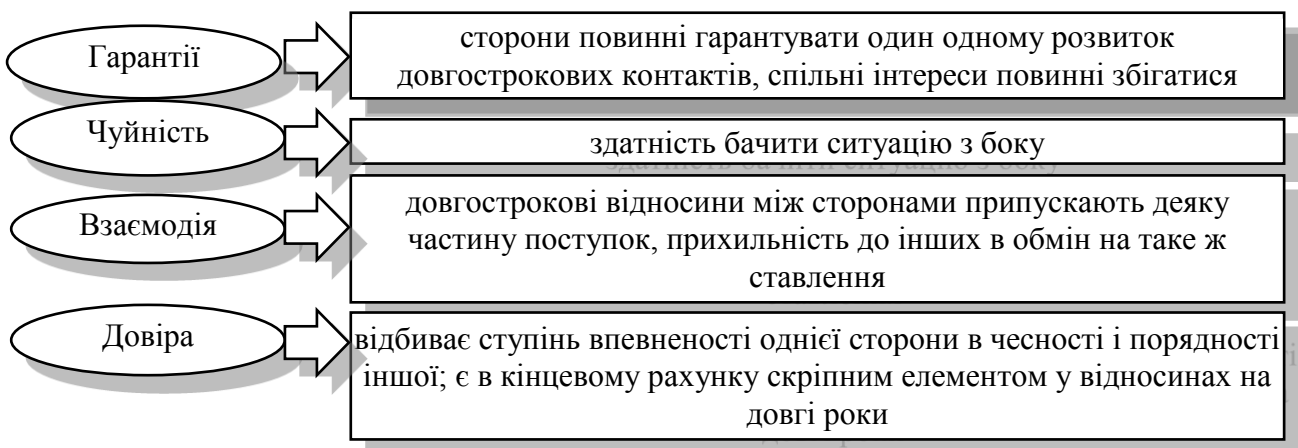 Гарантії
сторони повинні гарантувати один одному розвиток
довгострокових контактів, спільні інтереси повинні збігатися
Чуйність
здатність бачити ситуацію з боку
Взаємодія
довгострокові відносини між сторонами припускають деяку
частину поступок, прихильність до інших в обмін на таке ж
ставлення
Довіра
відбиває ступінь впевненості однієї сторони в чесності і порядності
іншої; є в кінцевому рахунку скріпним елементом у відносинах на
довгі роки